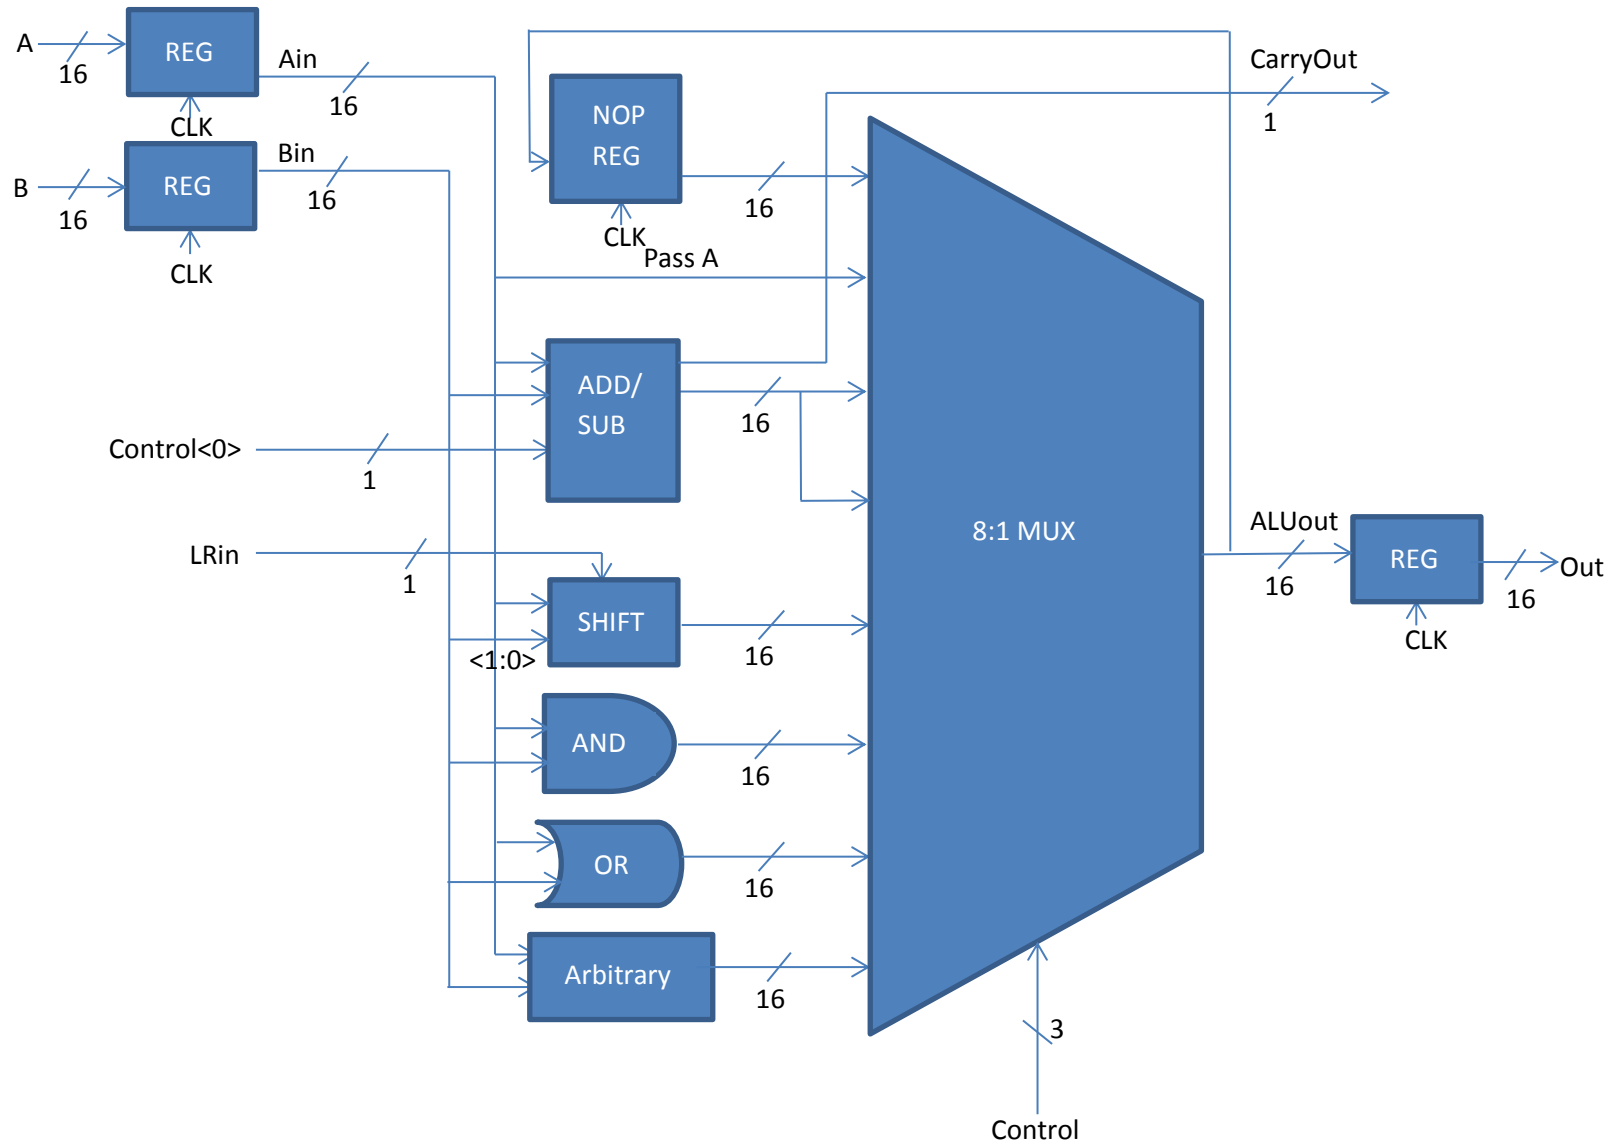 A
16
REG
CLK
Ain
16
B
16
REG
CLK
Bin
16
NOP
REG
CLK
16
CarryOut
1
Pass A
ADD/
SUB
16
Control<0>
1
LRin
1
SHIFT
<1:0>
16
AND
16
OR
16
Arbitrary
16
8:1 MUX
3
Control
ALUout
16
REG
CLK
16
Out